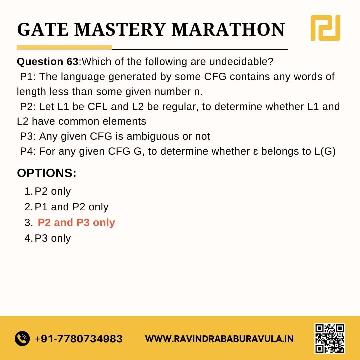 GATE MASTERY MARATHON
Question 63:Which of the following are undecidable?
P1: The language generated by some CFG contains any words of
length less than some given number n.
P2: Let L1 be CFL and L2 be regular, to determine whether L1 and
L2 have common elements
P3: Any given CFG is ambiguous or not
P4: For any given CFG G, to determine whether ε belongs to L(G)
OPTIONS:
1. P2 only
2. P1 and P2 only
3. P2 and P3 only
4. P3 only
+91-7780734983 WWW.RAVINDRABABURAVULA.IN